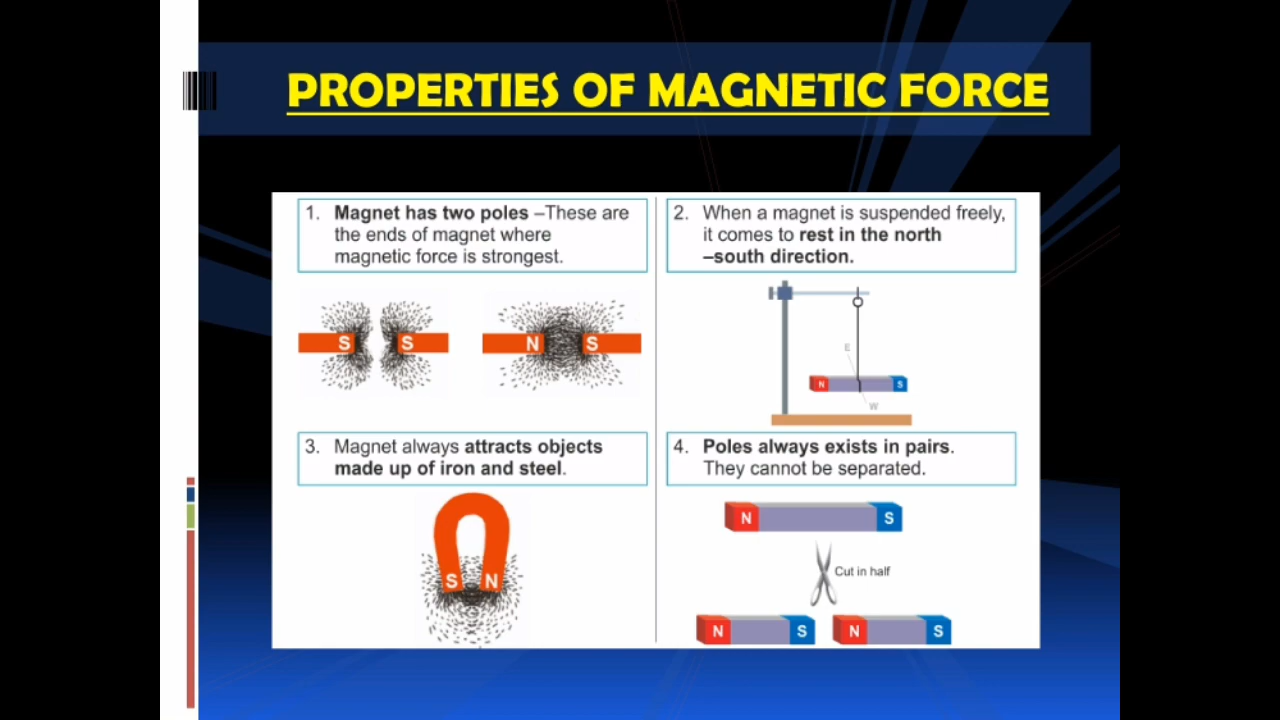 PROPERTIES OF MAGNETIC FORCE
1. Magnet has two poles –These are
the ends of magnet where
magnetic force is strongest.
S S N S
2. When a magnet is suspended freely,
it comes to rest in the north
–south direction.
E
N S
W
3. Magnet always attracts objects
made up of iron and steel.
S N
4. Poles always exists in pairs.
They cannot be separated.
N S
Cut in half
N S N S